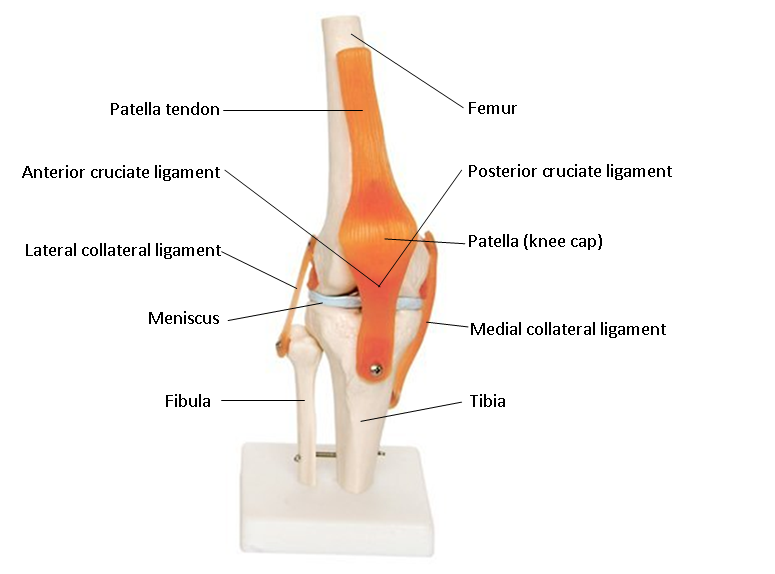 Patella tendon
Femur
Anterior cruciate ligament
Posterior cruciate ligament
Patella (knee cap)
Lateral collateral ligament
Meniscus
Medial collateral ligament
Fibula
Tibia